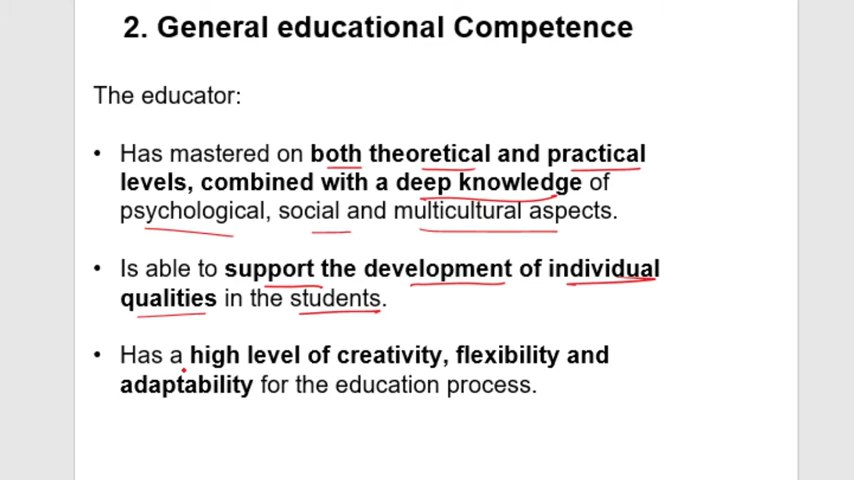 2. General educational Competence
The educator:
• Has mastered on both theoretical and practical
levels, combined with a deep knowledge of
psychological, social and multicultural aspects.
• Is able to support the development of individual
qualities in the students.
• Has a high level of creativity, flexibility and
adaptability for the education process.